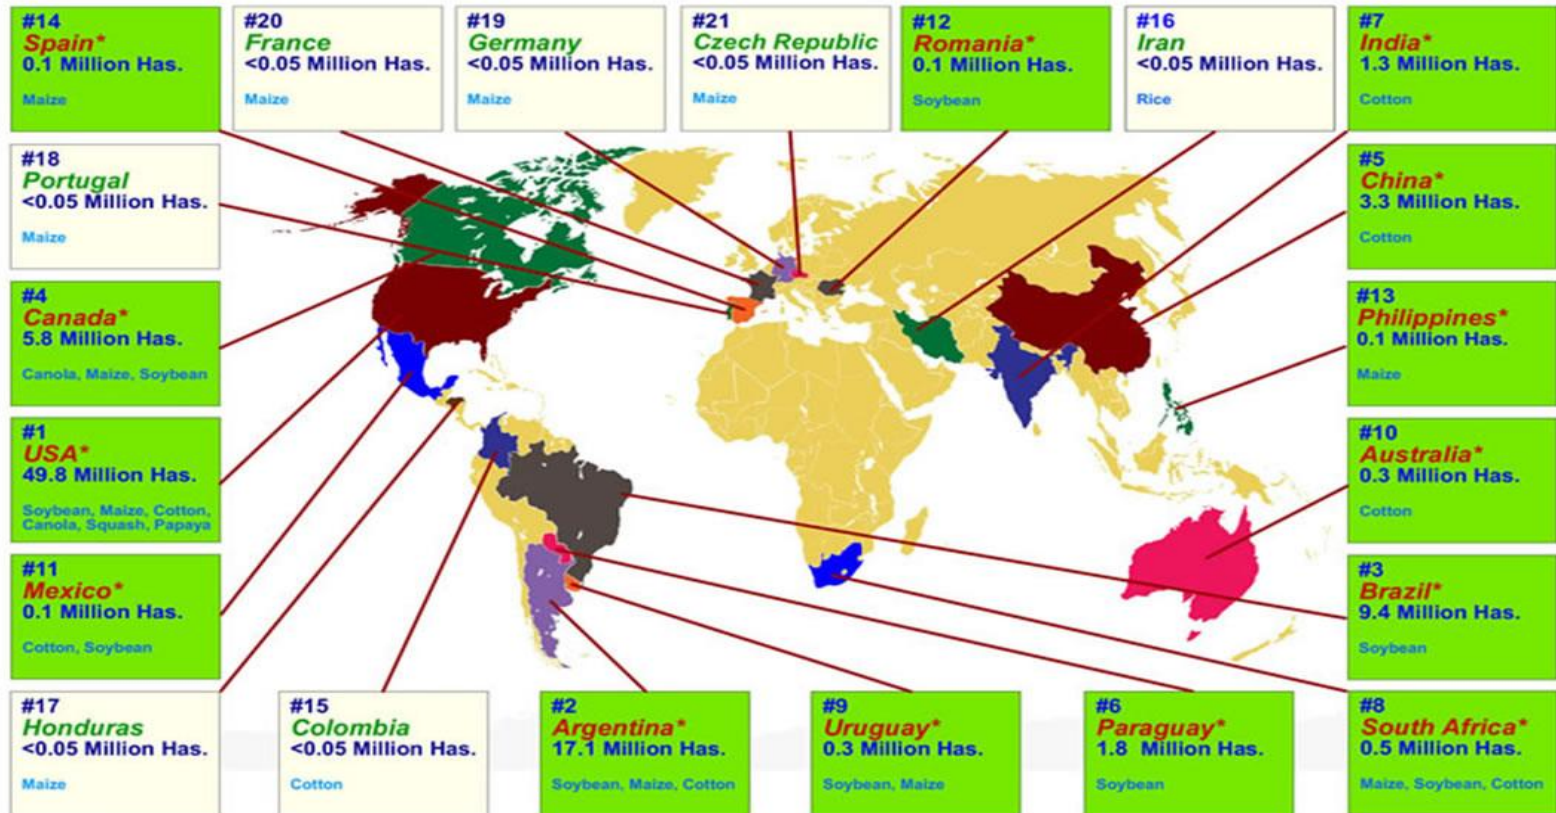 #14
Spain*
0.1 Million Has.
Maize
#20
France
<0.05 Million Has.
Maize
#19
Germany
<0.05 Million Has.
Maize
#21
Czech Republic
<0.05 Million Has.
Maize
#12
Romania*
0.1 Million Has.
Soybean
#16
Iran
<0.05 Million Has.
Rice
#7
India*
1.3 Million Has.
Cotton
#18
Portugal
<0.05 Million Has.
Maize
#5
China*
3.3 Million Has.
Cotton
#4
Canada*
5.8 Million Has.
Canola, Maize, Soybean
#13
Philippines*
0.1 Million Has.
Maize
#1
USA*
49.8 Million Has.
Soybean, Maize, Cotton,
Canola, Squash, Papaya
#10
Australia*
0.3 Million Has.
Cotton
#11
Mexico*
0.1 Million Has.
Cotton, Soybean
#3
Brazil*
9.4 Million Has.
Soybean
#17
Honduras
<0.05 Million Has.
Maize
#15
Colombia
<0.05 Million Has.
Cotton
#2
Argentina*
17.1 Million Has.
Soybean, Maize, Cotton
#9
Uruguay*
0.3 Million Has.
Soybean, Maize
#6
Paraguay*
1.8 Million Has.
Soybean
#8
South Africa*
0.5 Million Has.
Maize, Soybean, Cotton